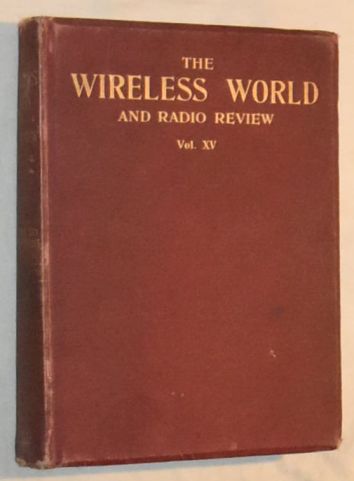 THE
WIRELESS WORLD
AND RADIO REVIEW
Vol. XV